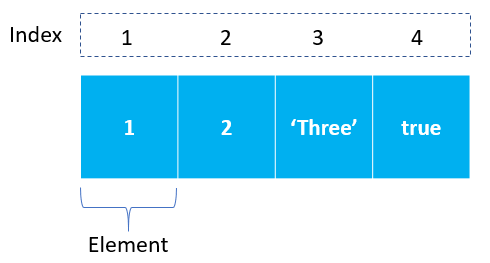 Index 1 2 3 4
1 2 ‘Three’ true
Element